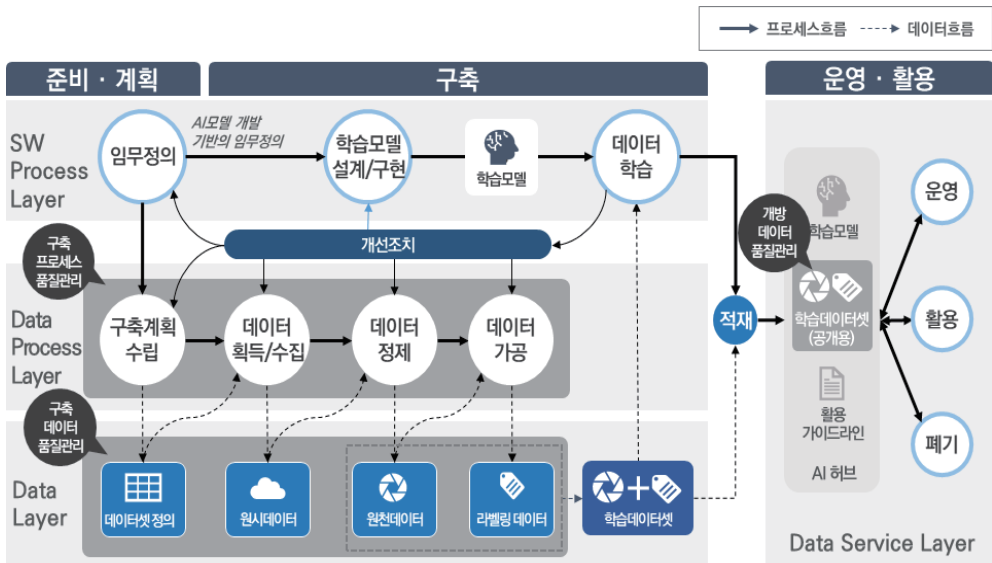 프로세스흐름
데이터흐름
준비 · 계획
구축
운영 · 활용
SW
Process
Layer
임무정의
AI모델 개발
기반의 임무정의
학습모델
설계/구현
학습모델
데이터
학습
개선조치
구축
프로세스
품질관리
Data
Process
Layer
구축계획
수립
데이터
획득/수집
데이터
정제
데이터
가공
적재
구축
데이터
품질관리
Data
Layer
데이터셋 정의
원시데이터
원천데이터
라벨링 데이터
학습데이터셋
개방
데이터
품질관리
학습모델
학습데이터셋
(공개용)
활용
가이드라인
AI 허브
운영
활용
폐기
Data Service Layer